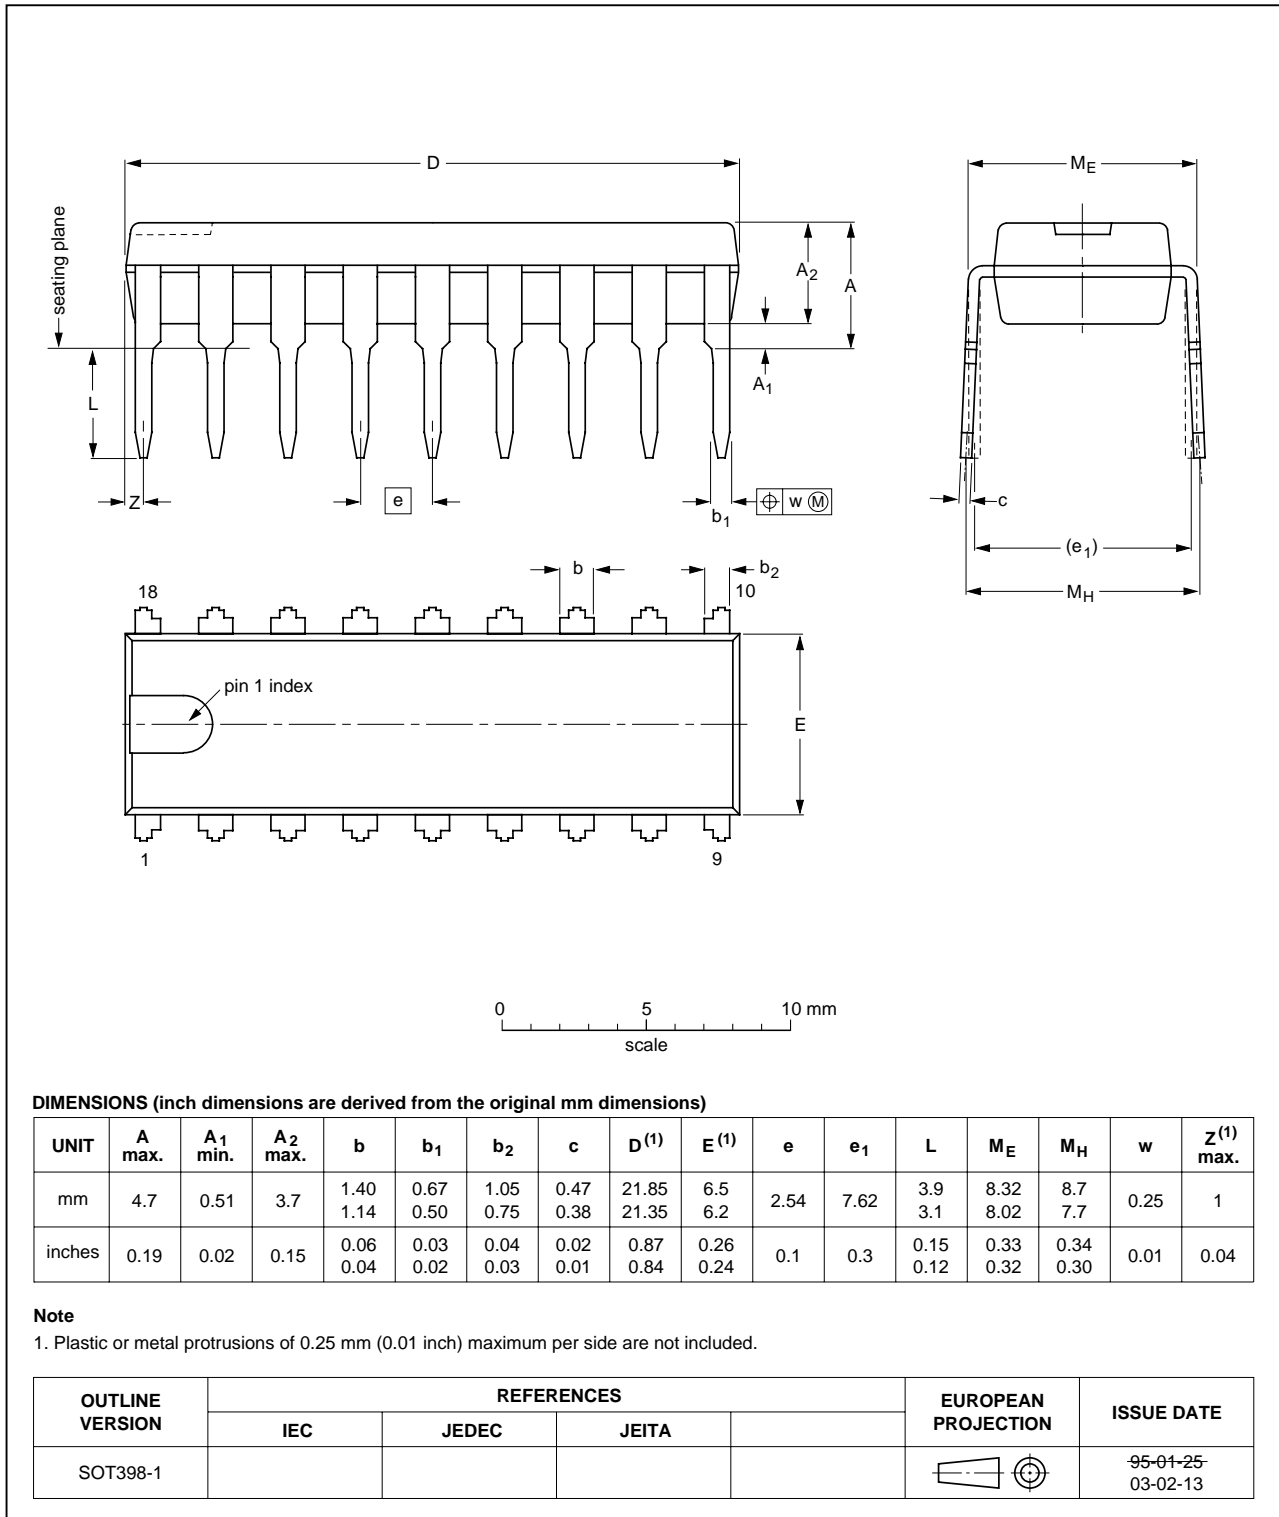 D
M_E
seating plane
A_2
A
A_1
L
Z
e
b_1
w M
c
(e_1)
M_H
b
b_2
18
10
pin 1 index
E
1
9
0 5 10 mm
scale
DIMENSIONS (inch dimensions are derived from the original mm dimensions)
UNIT A max. A_1 min. A_2 max. b b_1 b_2 c D(1) E(1) e e_1 L M_E M_H w Z(1) max.
mm 4.7 0.51 3.7 1.40 1.14 0.67 0.50 1.05 0.75 0.47 0.38 21.85 21.35 6.5 6.2 2.54 7.62 3.9 3.1 8.32 8.02 8.7 7.7 0.25 1
inches 0.19 0.02 0.15 0.06 0.04 0.03 0.02 0.04 0.03 0.02 0.01 0.87 0.84 0.26 0.24 0.1 0.3 0.15 0.12 0.33 0.32 0.34 0.30 0.01 0.04
Note
1. Plastic or metal protrusions of 0.25 mm (0.01 inch) maximum per side are not included.
OUTLINE VERSION REFERENCES EUROPEAN PROJECTION ISSUE DATE
IEC JEDEC JEITA
SOT398-1 95-01-25
03-02-13